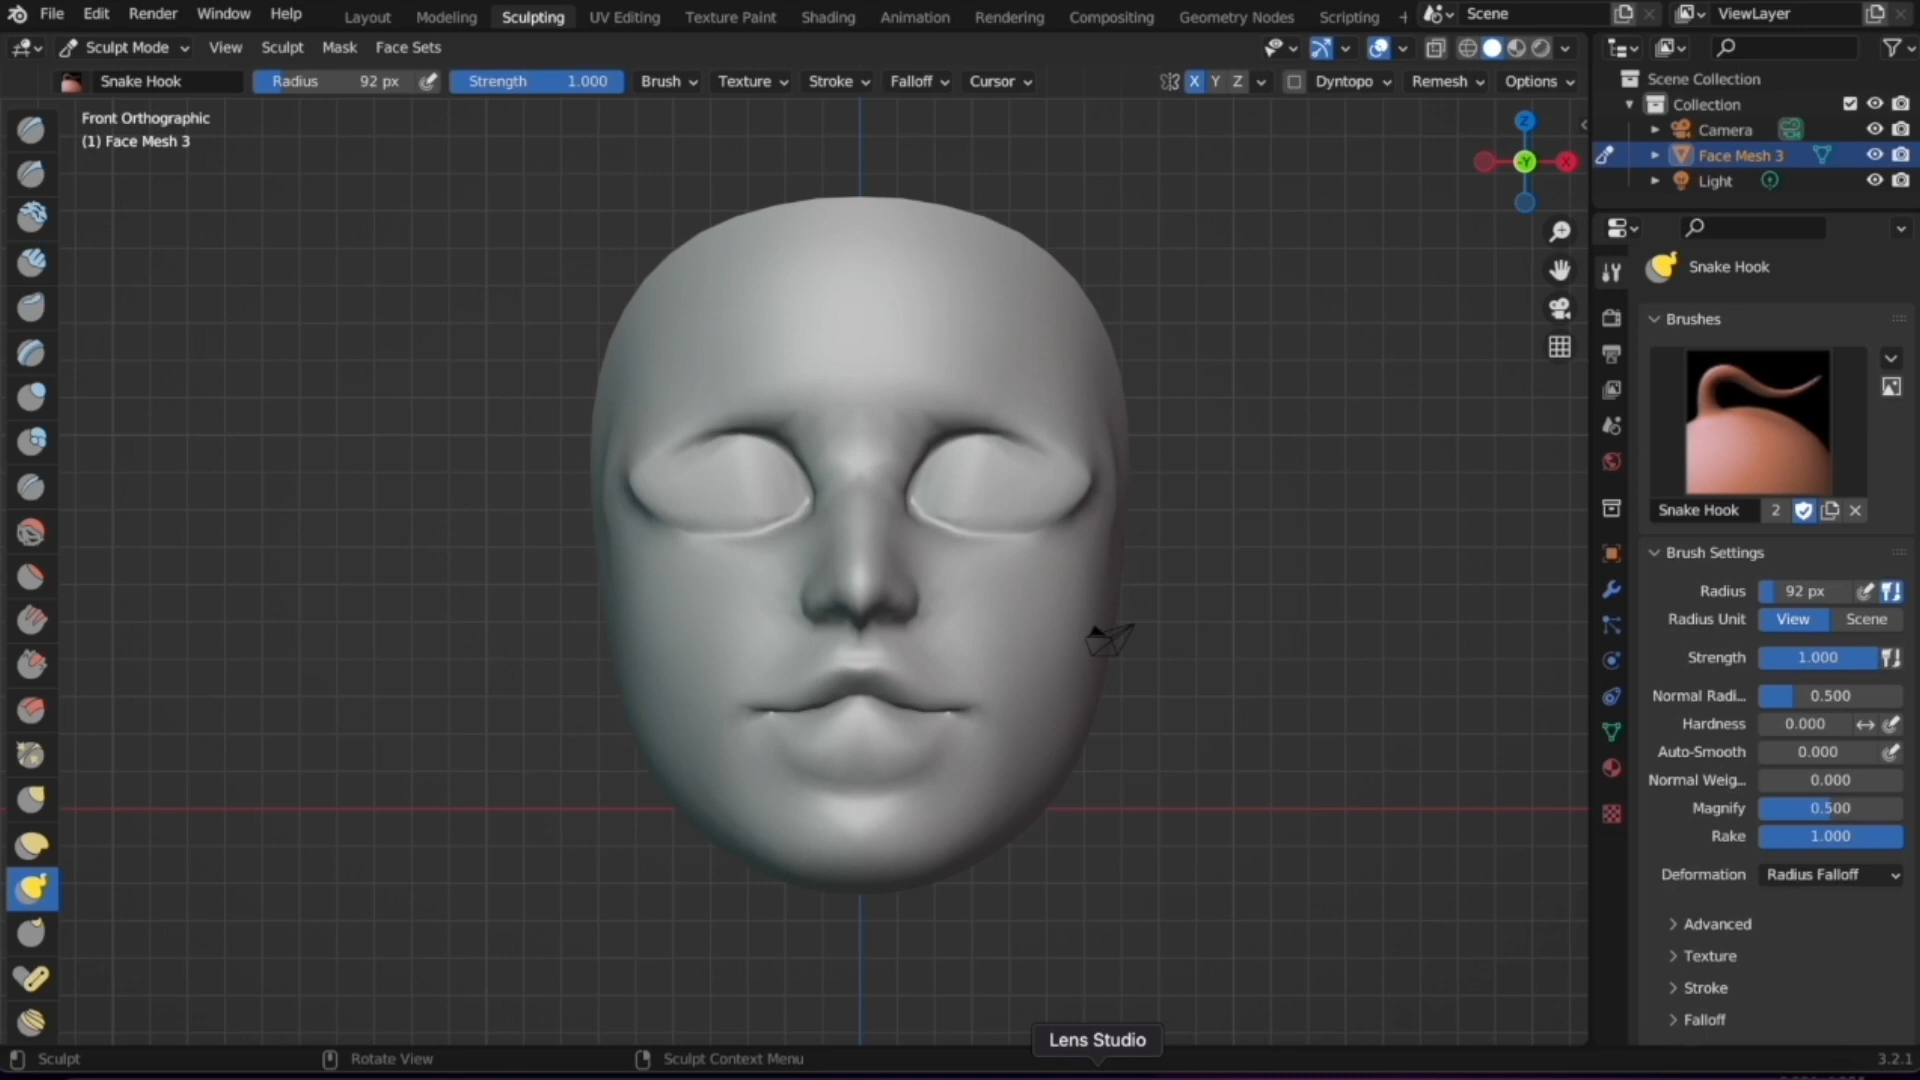 File Edit Render Window Help Layout Modeling Sculpting UV Editing Texture Paint Shading Animation Rendering Compositing Geometry Nodes Scripting + Scene ViewLayer
Sculpt Mode View Sculpt Mask Face Sets
Snake Hook Radius 92 px Strength 1.000 Brush Texture Stroke Falloff Cursor X Y Z Dyntopo Remesh Options
Scene Collection
Collection
Camera
Face Mesh 3
Light
Front Orthographic
(1) Face Mesh 3
Z
-Y
X
Snake Hook
Brushes
Snake Hook 2
Brush Settings
Radius 92 px
Radius Unit View Scene
Strength 1.000
Normal Radi... 0.500
Hardness 0.000
Auto-Smooth 0.000
Normal Weig... 0.000
Magnify 0.500
Rake 1.000
Deformation Radius Falloff
Advanced
Texture
Stroke
Falloff
Lens Studio
Sculpt Rotate View Sculpt Context Menu 3.2.1